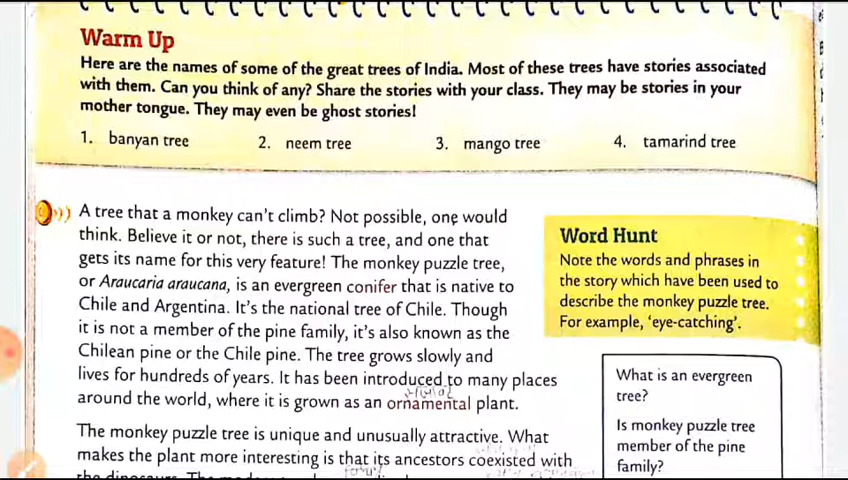 Warm Up
Here are the names of some of the great trees of India. Most of these trees have stories associated
with them. Can you think of any? Share the stories with your class. They may be stories in your
mother tongue. They may even be ghost stories!
1. banyan tree 2. neem tree 3. mango tree 4. tamarind tree
A tree that a monkey can't climb? Not possible, one would
think. Believe it or not, there is such a tree, and one that
gets its name for this very feature! The monkey puzzle tree,
or Araucaria araucana, is an evergreen conifer that is native to
Chile and Argentina. It's the national tree of Chile. Though
it is not a member of the pine family, it's also known as the
Chilean pine or the Chile pine. The tree grows slowly and
lives for hundreds of years. It has been introduced to many places
around the world, where it is grown as an ornamental plant.
The monkey puzzle tree is unique and unusually attractive. What
makes the plant more interesting is that its ancestors coexisted with
the dinosaurs. The
Word Hunt
Note the words and phrases in
the story which have been used to
describe the monkey puzzle tree.
For example, 'eye-catching'.
What is an evergreen
tree?
Is monkey puzzle tree
member of the pine
family?